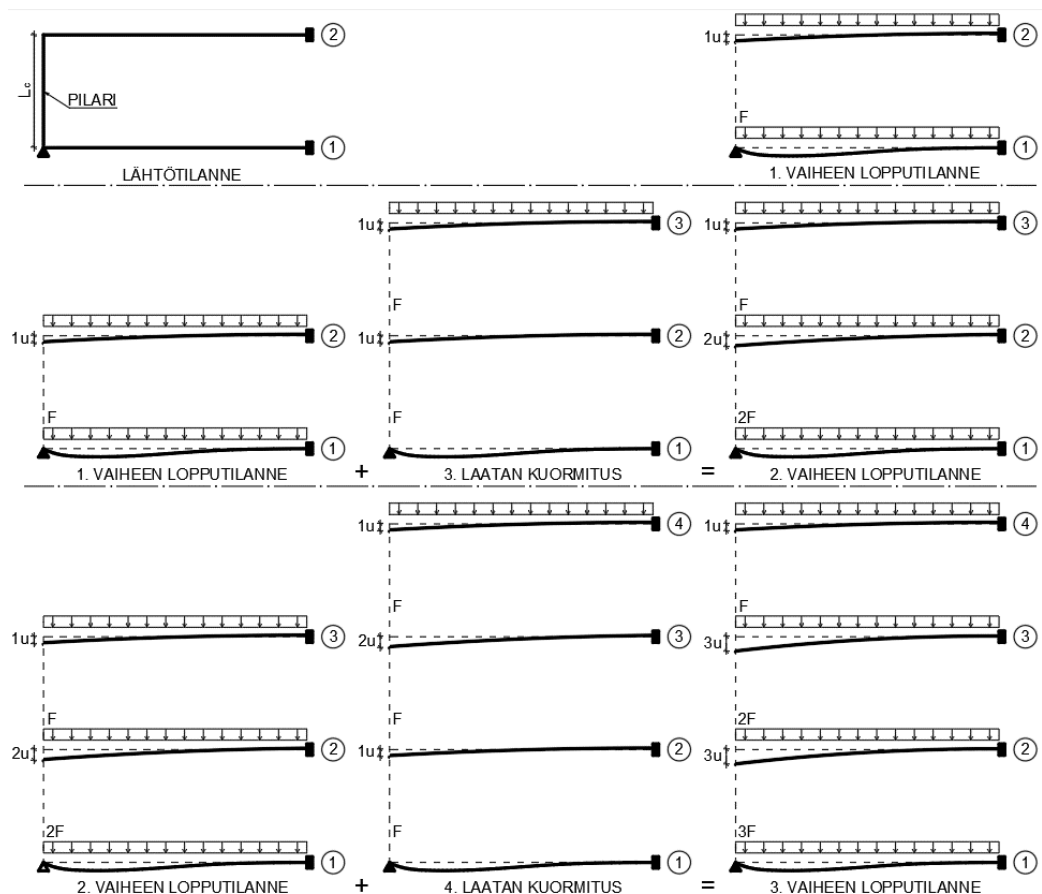 ②
1u
②
L_c
PILARI
F
①
①
LÄHTÖTILANNE
1. VAIHEEN LOPPUTILANNE
1u
③
1u
③
F
F
1u
②
1u
②
2u
②
F
F
2F
①
①
①
1. VAIHEEN LOPPUTILANNE + 3. LAATAN KUORMITUS = 2. VAIHEEN LOPPUTILANNE
1u
④
1u
④
F
F
1u
③
2u
③
3u
③
F
F
2F
2u
②
1u
②
3u
②
2F
F
3F
①
①
①
2. VAIHEEN LOPPUTILANNE + 4. LAATAN KUORMITUS = 3. VAIHEEN LOPPUTILANNE